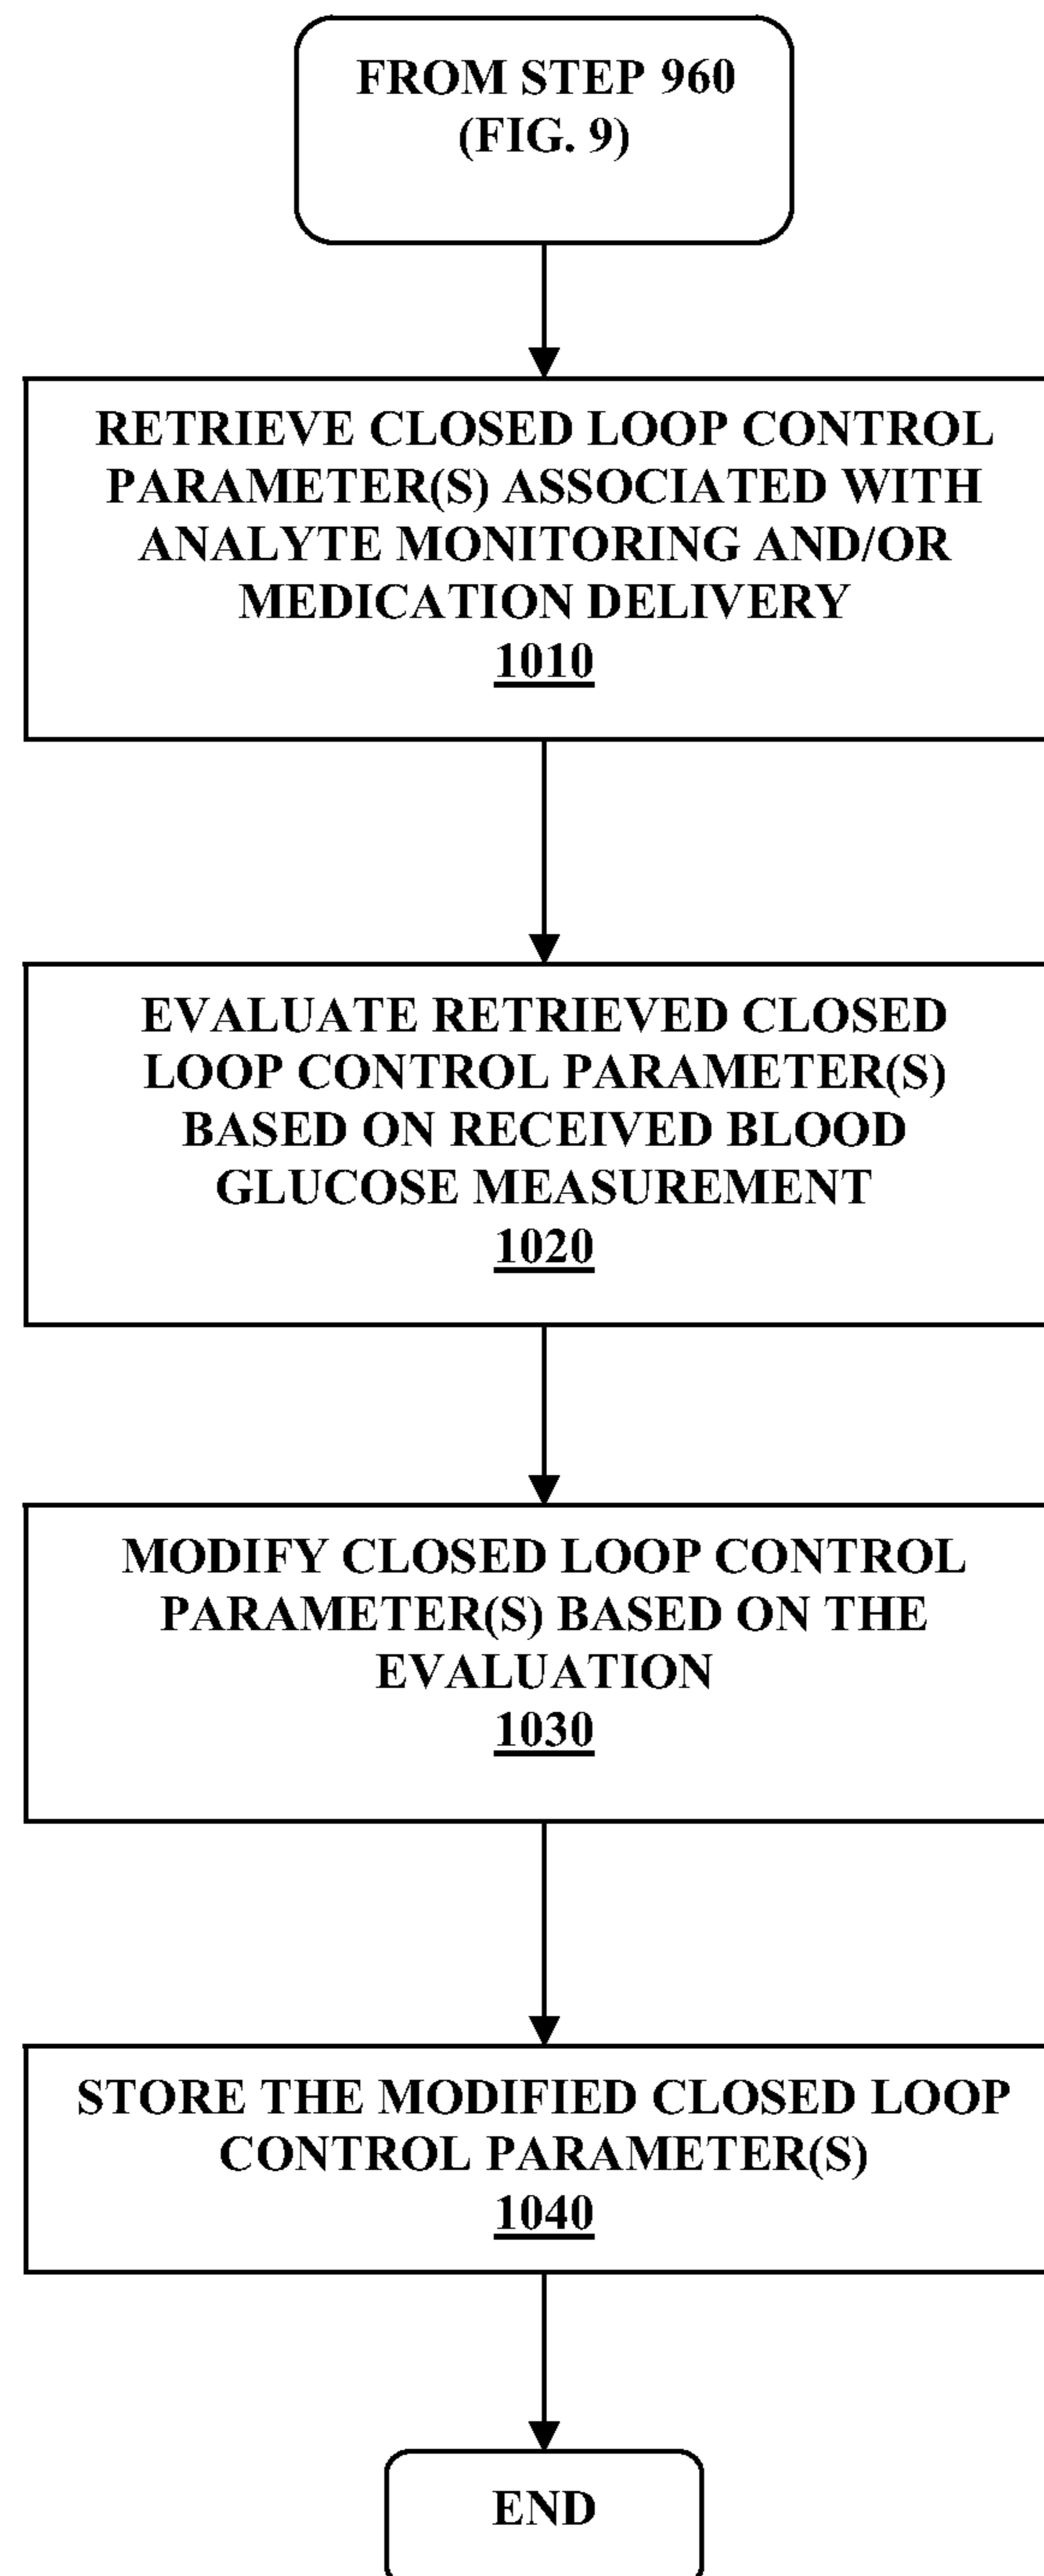 FROM STEP 960
(FIG. 9)
RETRIEVE CLOSED LOOP CONTROL
PARAMETER(S) ASSOCIATED WITH
ANALYTE MONITORING AND/OR
MEDICATION DELIVERY
1010
EVALUATE RETRIEVED CLOSED
LOOP CONTROL PARAMETER(S)
BASED ON RECEIVED BLOOD
GLUCOSE MEASUREMENT
1020
MODIFY CLOSED LOOP CONTROL
PARAMETER(S) BASED ON THE
EVALUATION
1030
STORE THE MODIFIED CLOSED LOOP
CONTROL PARAMETER(S)
1040
END